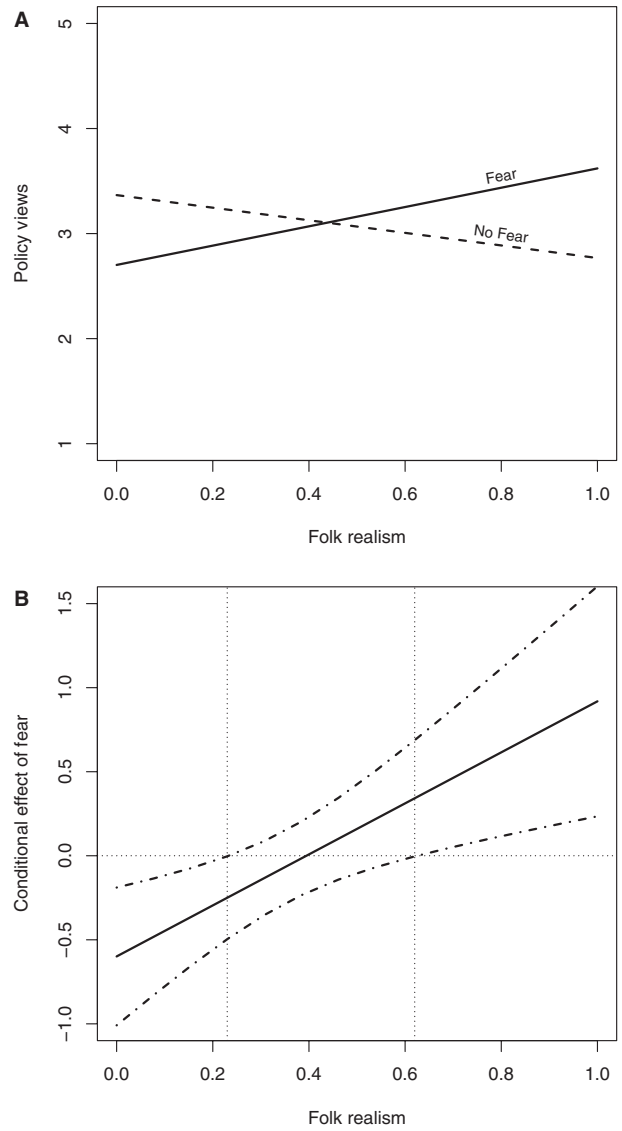 A
5
4
3
2
1
Policy views
Fear
No Fear
0.0 0.2 0.4 0.6 0.8 1.0
Folk realism
B
1.5
1.0
0.5
0.0
−0.5
−1.0
Conditional effect of fear
0.0 0.2 0.4 0.6 0.8 1.0
Folk realism